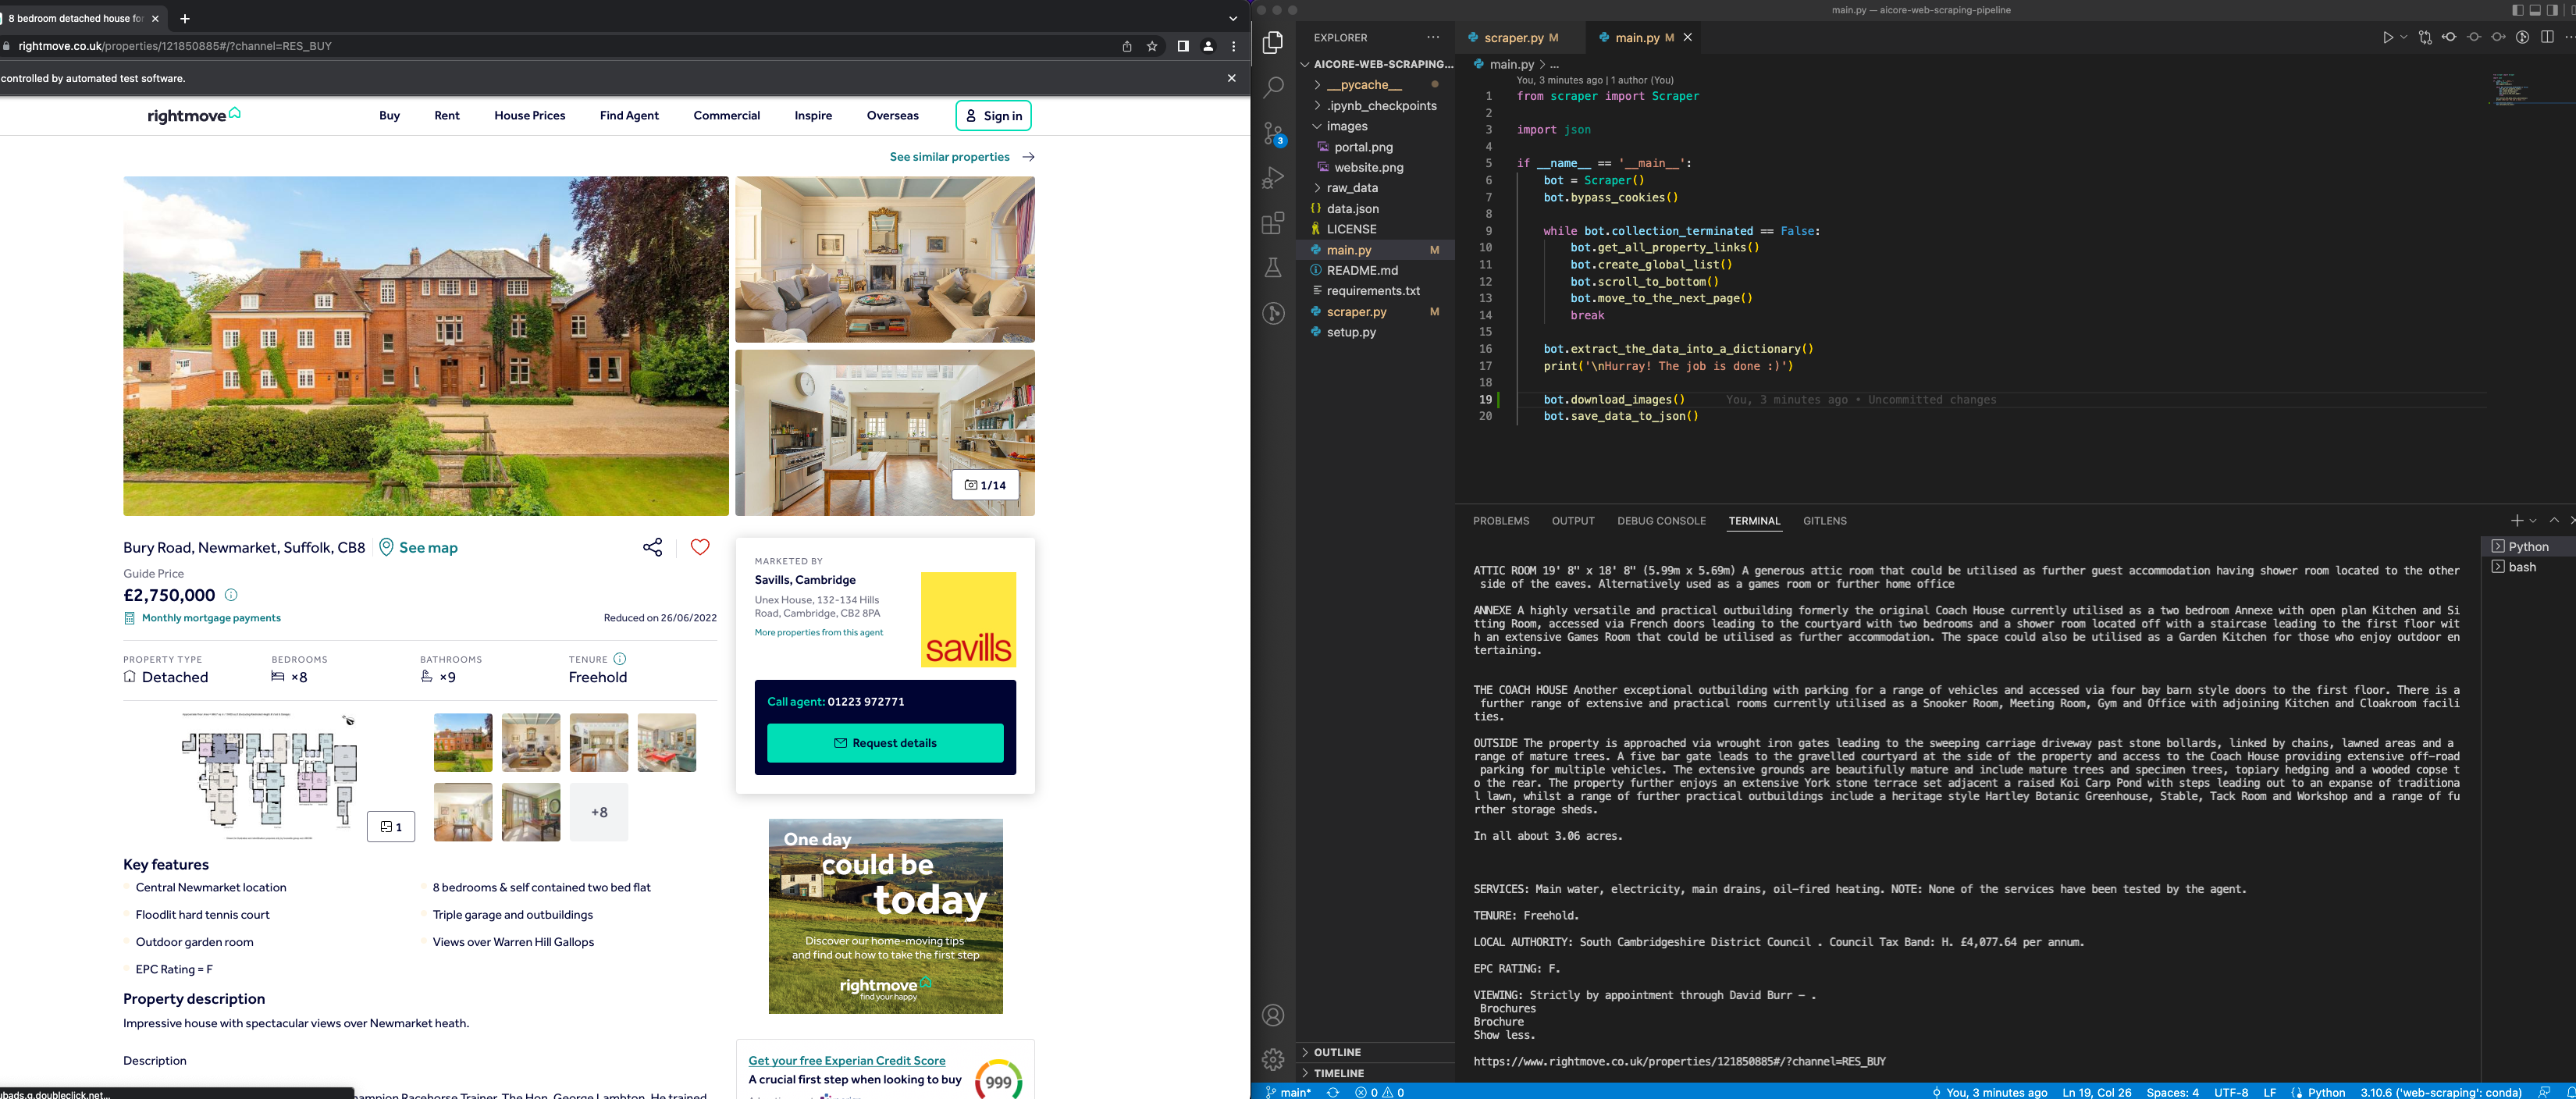 8 bedroom detached house for
rightmove.co.uk/properties/121850885#/?channel=RES_BUY
controlled by automated test software.
rightmove
Buy Rent House Prices Find Agent Commercial Inspire Overseas Sign in
See similar properties
1/14
Bury Road, Newmarket, Suffolk, CB8 See map
Guide Price
£2,750,000
Monthly mortgage payments
Reduced on 26/06/2022
PROPERTY TYPE BEDROOMS BATHROOMS TENURE
Detached ×8 ×9 Freehold
1
+8
Key features
Central Newmarket location
8 bedrooms & self contained two bed flat
Floodlit hard tennis court
Triple garage and outbuildings
Outdoor garden room
Views over Warren Hill Gallops
EPC Rating = F
Property description
Impressive house with spectacular views over Newmarket heath.
Description
hampion Racehorse Trainer, The Hon. George Lambton. He trained
ubads.g.doubleclick.net...
MARKETED BY
Savills, Cambridge
Unex House, 132-134 Hills
Road, Cambridge, CB2 8PA
More properties from this agent
savills
Call agent: 01223 972771
Request details
One day
could be
today
Discover our home-moving tips
and find out how to take the first step
rightmove
find your happy
Get your free Experian Credit Score
A crucial first step when looking to buy
999
main.py — aicore-web-scraping-pipeline
EXPLORER
AICORE-WEB-SCRAPING...
__pycache__
.ipynb_checkpoints
images
portal.png
website.png
raw_data
data.json
LICENSE
main.py M
README.md
requirements.txt
scraper.py M
setup.py
OUTLINE
TIMELINE
3
scraper.py M main.py M
main.py > ...
You, 3 minutes ago | 1 author (You)
1 from scraper import Scraper
2
3 import json
4
5 if __name__ == '__main__':
6 bot = Scraper()
7 bot.bypass_cookies()
8
9 while bot.collection_terminated == False:
10 bot.get_all_property_links()
11 bot.create_global_list()
12 bot.scroll_to_bottom()
13 bot.move_to_the_next_page()
14 break
15
16 bot.extract_the_data_into_a_dictionary()
17 print('\nHurray! The job is done :)')
18
19 bot.download_images() You, 3 minutes ago • Uncommitted changes
20 bot.save_data_to_json()
PROBLEMS OUTPUT DEBUG CONSOLE TERMINAL GITLENS
Python
bash
ATTIC ROOM 19' 8" x 18' 8" (5.99m x 5.69m) A generous attic room that could be utilised as further guest accommodation having shower room located to the other
side of the eaves. Alternatively used as a games room or further home office
ANNEXE A highly versatile and practical outbuilding formerly the original Coach House currently utilised as a two bedroom Annexe with open plan Kitchen and Si
tting Room, accessed via French doors leading to the courtyard with two bedrooms and a shower room located off with a staircase leading to the first floor wit
h an extensive Games Room that could be utilised as further accommodation. The space could also be utilised as a Garden Kitchen for those who enjoy outdoor en
tertaining.
THE COACH HOUSE Another exceptional outbuilding with parking for a range of vehicles and accessed via four bay barn style doors to the first floor. There is a
further range of extensive and practical rooms currently utilised as a Snooker Room, Meeting Room, Gym and Office with adjoining Kitchen and Cloakroom facili
ties.
OUTSIDE The property is approached via wrought iron gates leading to the sweeping carriage driveway past stone bollards, linked by chains, lawned areas and a
range of mature trees. A five bar gate leads to the gravelled courtyard at the side of the property and access to the Coach House providing extensive off-road
parking for multiple vehicles. The extensive grounds are beautifully mature and include mature trees and specimen trees, topiary hedging and a wooded copse t
o the rear. The property further enjoys an extensive York stone terrace set adjacent a raised Koi Carp Pond with steps leading out to an expanse of traditiona
l lawn, whilst a range of further practical outbuildings include a heritage style Hartley Botanic Greenhouse, Stable, Tack Room and Workshop and a range of fu
rther storage sheds.
In all about 3.06 acres.
SERVICES: Main water, electricity, main drains, oil-fired heating. NOTE: None of the services have been tested by the agent.
TENURE: Freehold.
LOCAL AUTHORITY: South Cambridgeshire District Council . Council Tax Band: H. £4,077.64 per annum.
EPC RATING: F.
VIEWING: Strictly by appointment through David Burr – .
Brochures
Brochure
Show less.
https://www.rightmove.co.uk/properties/121850885#/?channel=RES_BUY
main* 0 0 You, 3 minutes ago Ln 19, Col 26 Spaces: 4 UTF-8 LF Python 3.10.6 ('web-scraping': conda)